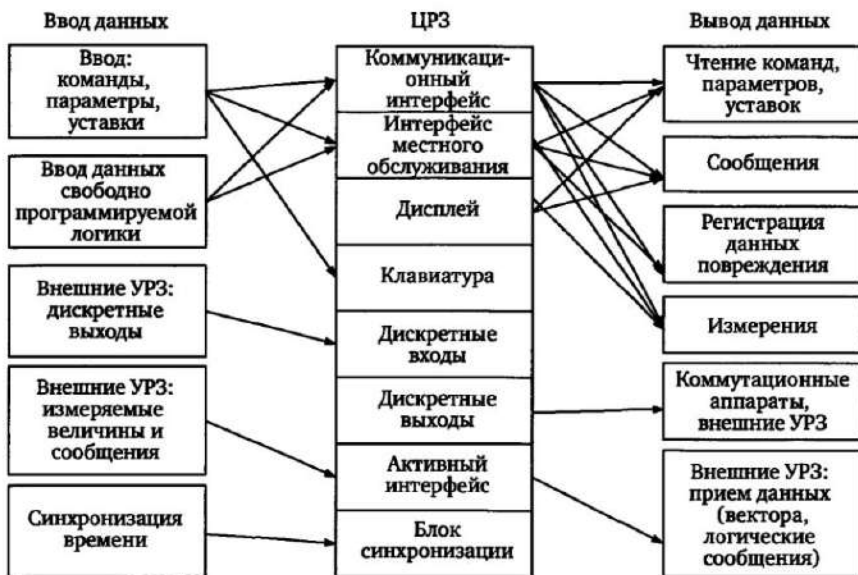 Ввод данных
ЦРЗ
Вывод данных
Ввод:
команды,
параметры,
уставки
Ввод данных
свободно
программируемой
логики
Внешние УРЗ:
дискретные
выходы
Внешние УРЗ:
измеряемые
величины и
сообщения
Синхронизация
времени
Коммуникаци-
онный
интерфейс
Интерфейс
местного
обслуживания
Дисплей
Клавиатура
Дискретные
входы
Дискретные
выходы
Активный
интерфейс
Блок
синхронизации
Чтение команд,
параметров,
уставок
Сообщения
Регистрация
данных
повреждения
Измерения
Коммутационные
аппараты,
внешние УРЗ
Внешние УРЗ:
прием данных
(вектора,
логические
сообщения)